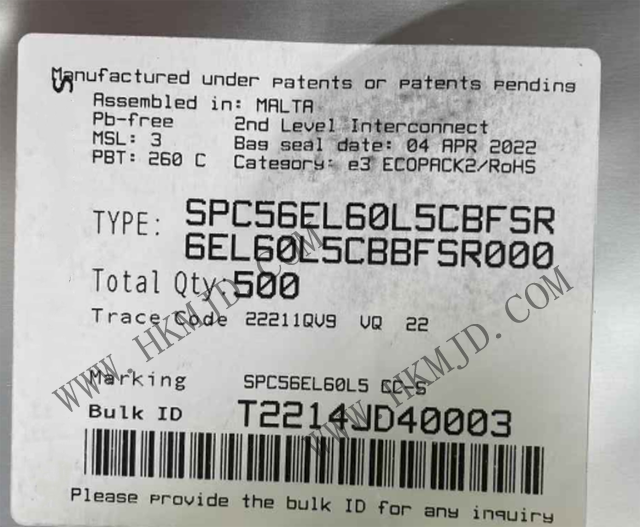 Manufactured under patents or patents pending
Assembled in: MALTA
Pb-free 2nd Level Interconnect
MSL: 3 Bag seal date: 04 APR 2022
PBT: 260 C Category: e3 ECOPACK2/RoHS
TYPE: SPC56EL60L5CBFSR
6EL60L5CBBFSR000
Total Qty: 500
Trace Code 22211QV9 VQ 22
Marking SPC56EL60L5 CC-S
Bulk ID T2214JD40003
Please provide the bulk ID for any inquiry
WWW.HKMJD.COM
WWW.HKMJD.COM